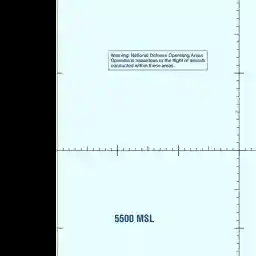 Warning: National Defense Operating Areas
Operations hazardous to the flight of aircraft
conducted within these areas.
5500 MSL